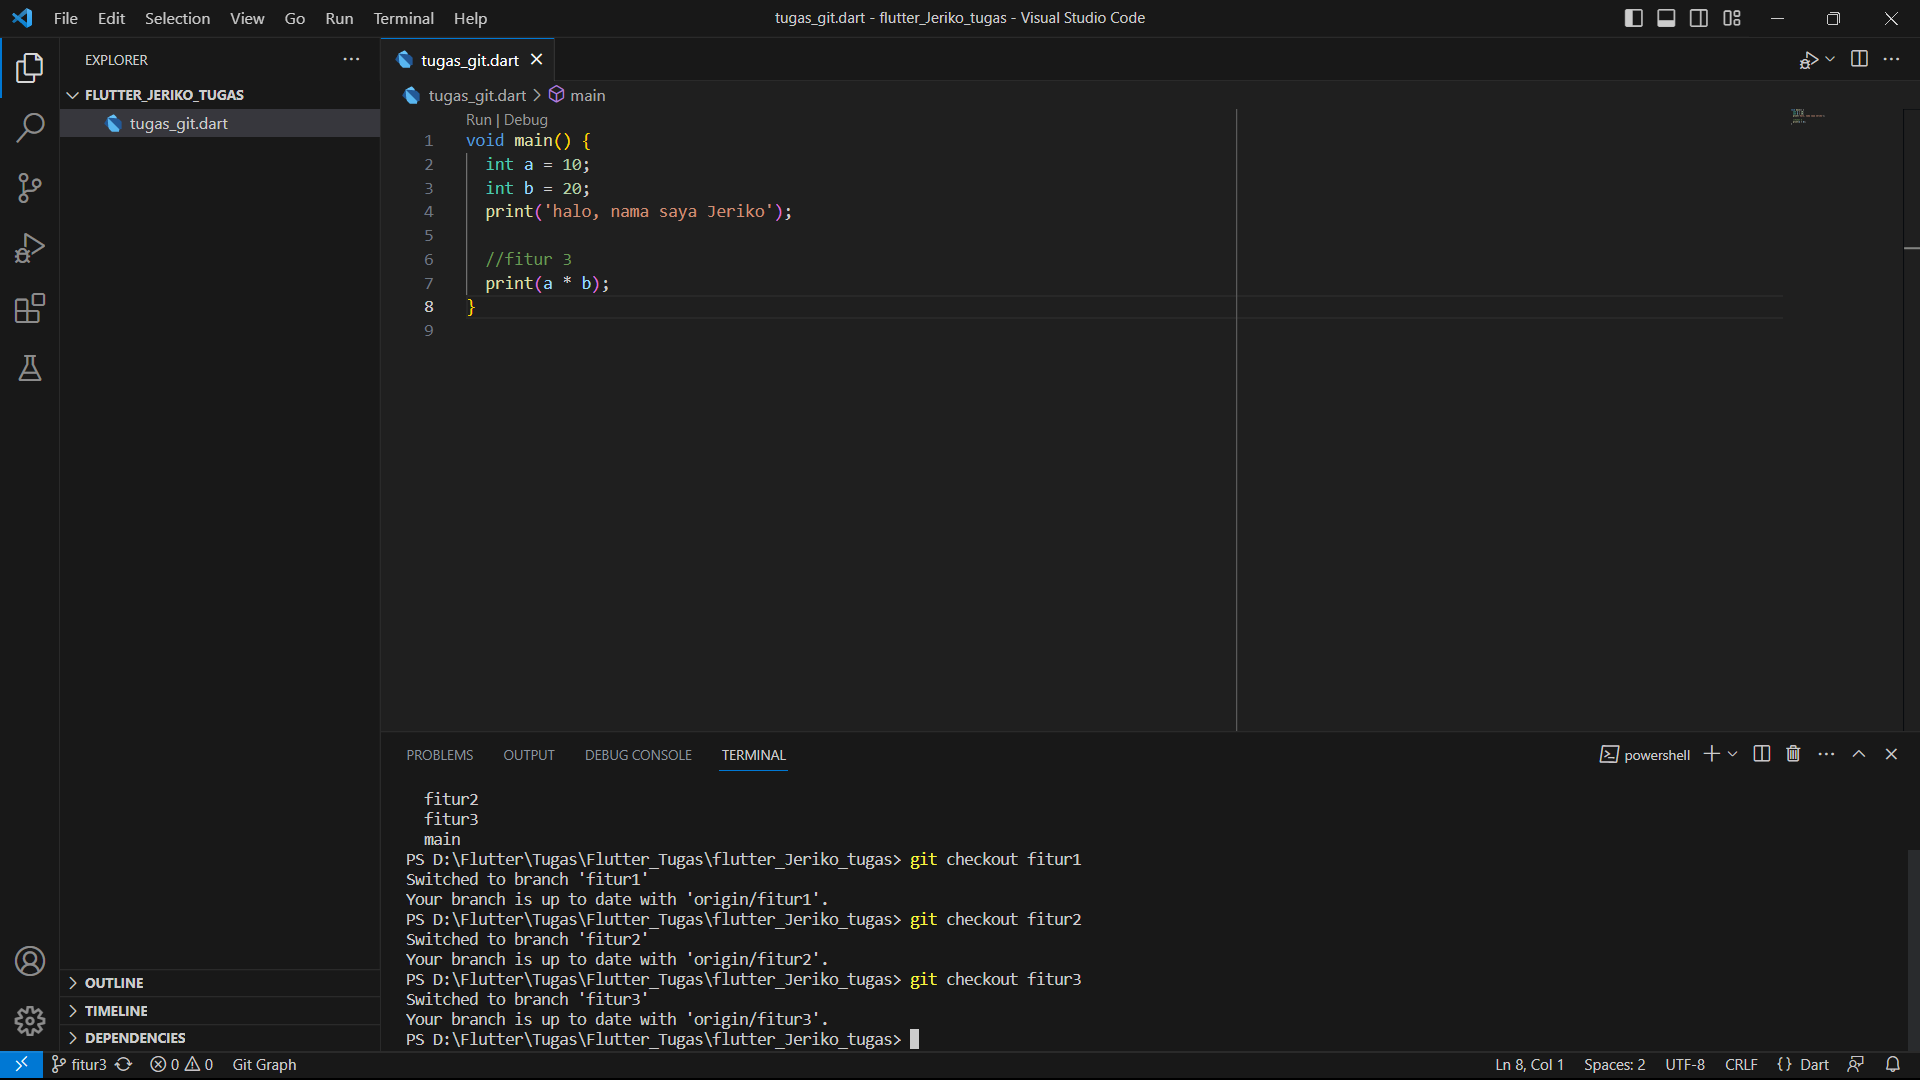 File Edit Selection View Go Run Terminal Help
tugas_git.dart - flutter_Jeriko_tugas - Visual Studio Code
EXPLORER
FLUTTER_JERIKO_TUGAS
tugas_git.dart
OUTLINE
TIMELINE
DEPENDENCIES
tugas_git.dart
tugas_git.dart > main
Run | Debug
1 void main() {
2 int a = 10;
3 int b = 20;
4 print('halo, nama saya Jeriko');
5
6 //fitur 3
7 print(a * b);
8 }
9
PROBLEMS OUTPUT DEBUG CONSOLE TERMINAL
powershell
fitur2
fitur3
main
PS D:\Flutter\Tugas\Flutter_Tugas\flutter_Jeriko_tugas> git checkout fitur1
Switched to branch 'fitur1'
Your branch is up to date with 'origin/fitur1'.
PS D:\Flutter\Tugas\Flutter_Tugas\flutter_Jeriko_tugas> git checkout fitur2
Switched to branch 'fitur2'
Your branch is up to date with 'origin/fitur2'.
PS D:\Flutter\Tugas\Flutter_Tugas\flutter_Jeriko_tugas> git checkout fitur3
Switched to branch 'fitur3'
Your branch is up to date with 'origin/fitur3'.
PS D:\Flutter\Tugas\Flutter_Tugas\flutter_Jeriko_tugas>
fitur3 0 0 Git Graph
Ln 8, Col 1 Spaces: 2 UTF-8 CRLF {} Dart